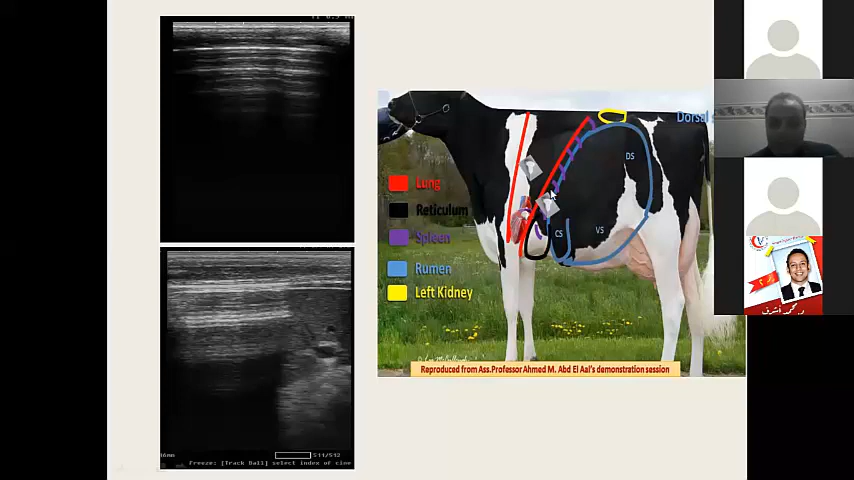 Dorsal
DS
Lung
Reticulum
Spleen
Rumen
Left Kidney
CS
VS
Reproduced from Ass.Professor Ahmed M. Abd El Aal's demonstration session
511/512
Freeze: [Track Ball] select index of cine